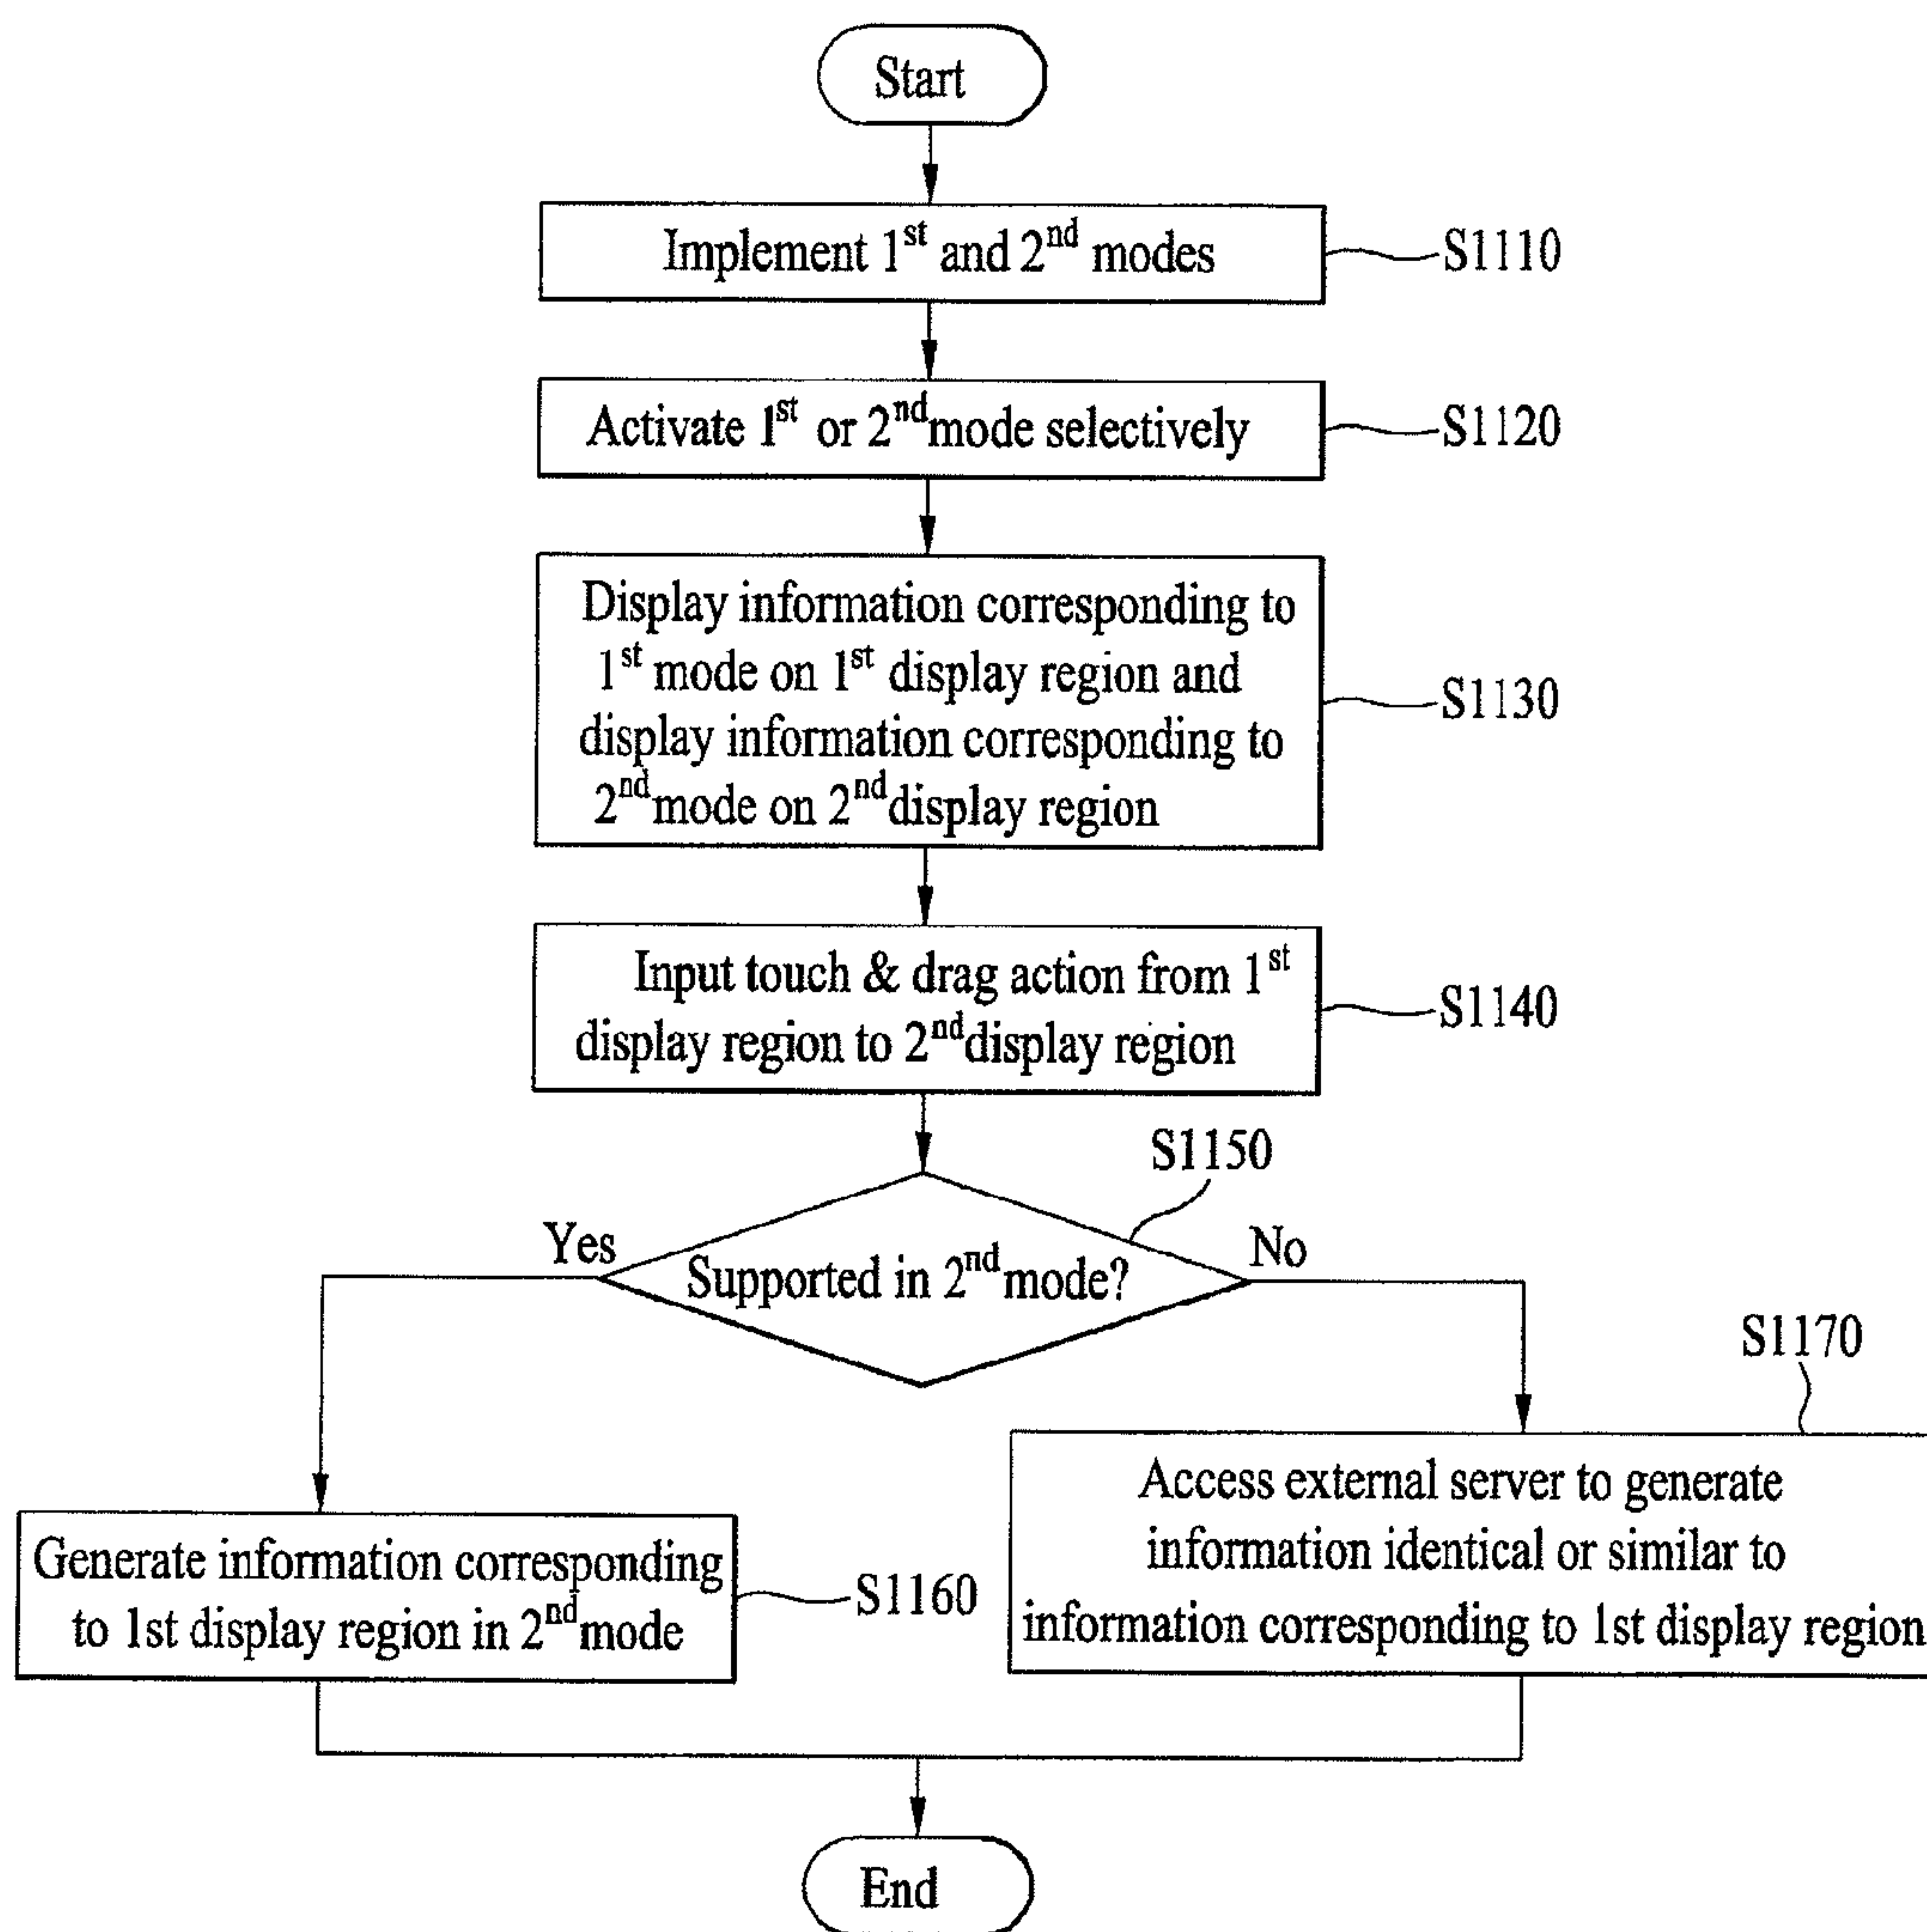 Start
Implement 1st and 2nd modes
S1110
Activate 1st or 2nd mode selectively
S1120
Display information corresponding to
1st mode on 1st display region and
display information corresponding to
2nd mode on 2nd display region
S1130
Input touch & drag action from 1st
display region to 2nd display region
S1140
S1150
Yes
Supported in 2nd mode?
No
S1170
Access external server to generate
information identical or similar to
information corresponding to 1st display region
Generate information corresponding
to 1st display region in 2nd mode
S1160
End